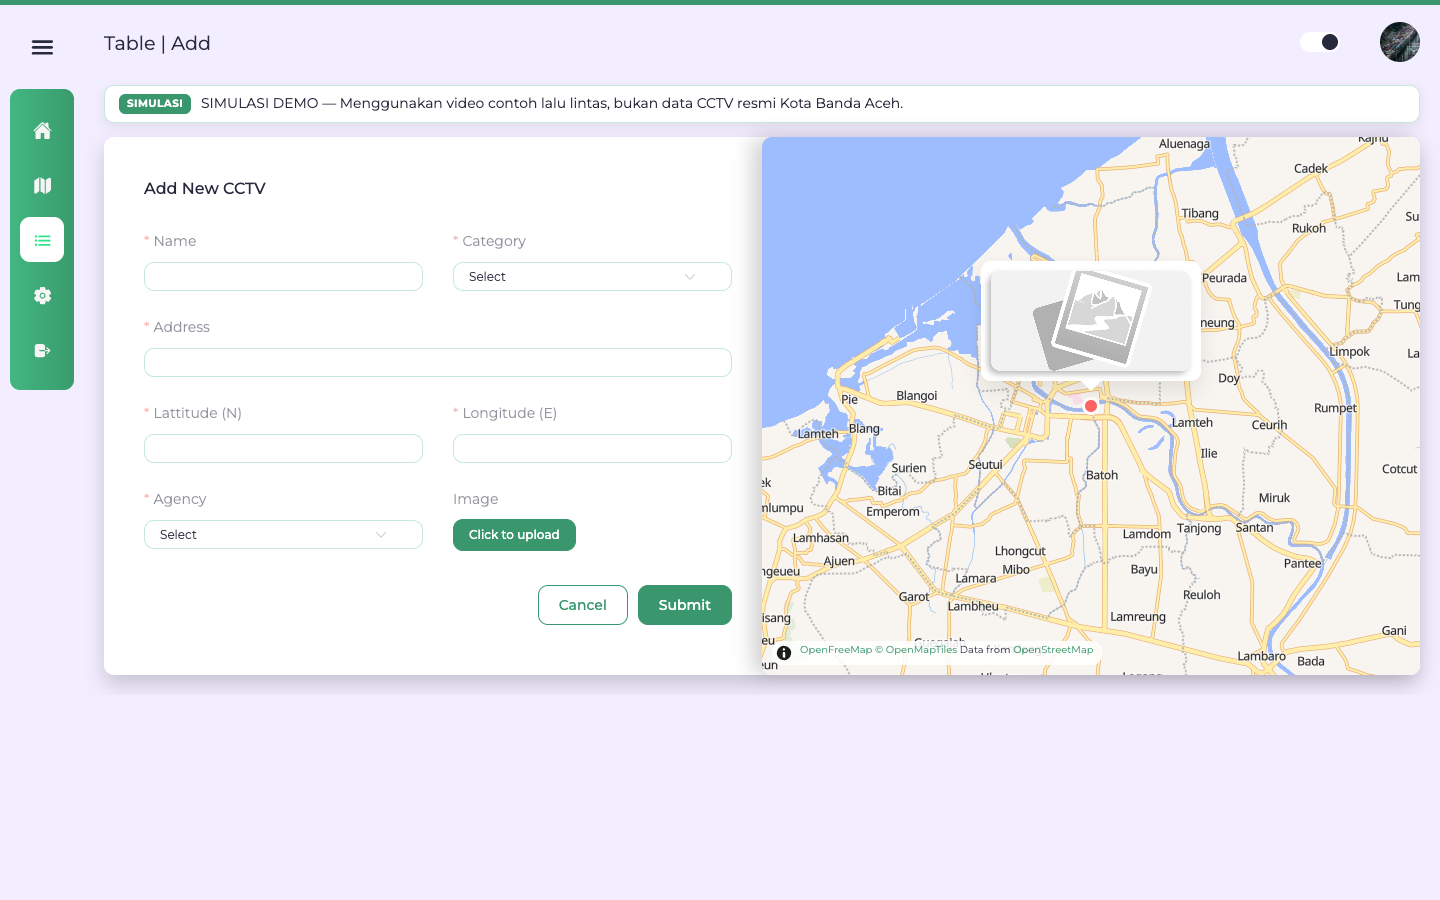 Table | Add
SIMULASI SIMULASI DEMO — Menggunakan video contoh lalu lintas, bukan data CCTV resmi Kota Banda Aceh.
Add New CCTV
* Name
* Category
Select
* Address
* Lattitude (N)
* Longitude (E)
* Agency
Image
Select
Click to upload
Cancel
Submit
Aluenaga
Cadek
Tibang
Rukoh
Peurada
Limpok
Doy
Blangoi
Pie
Rumpet
Lamteh
Ceurih
Lamteh
Blang
Ilie
Surien
Seutui
Batoh
Cotcut
Bitai
Miruk
Emperom
Tanjong
Santan
Lamdom
Lamhasan
Lhongcut
Ajuen
Mibo
Bayu
Pantee
Lamara
Garot
Reuloh
Lambheu
Lamreung
Gani
OpenFreeMap © OpenMapTiles Data from OpenStreetMap
Lambaro
Bada